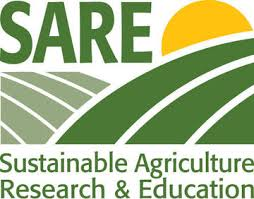 SARE
Sustainable Agriculture
Research & Education